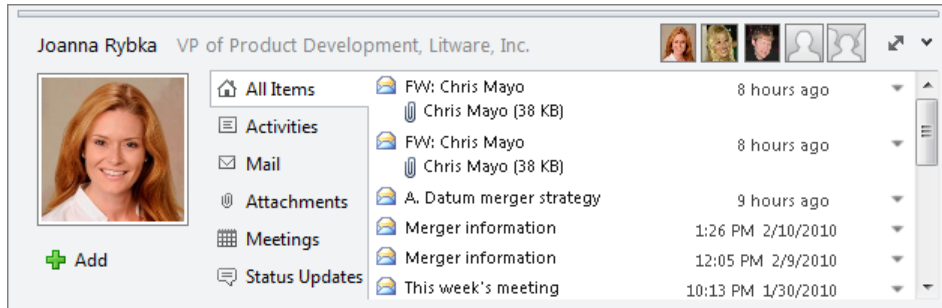 Joanna Rybka VP of Product Development, Litware, Inc.
All Items
Activities
Mail
Attachments
Meetings
Status Updates
Add
FW: Chris Mayo 8 hours ago
Chris Mayo (38 KB)
FW: Chris Mayo 8 hours ago
Chris Mayo (38 KB)
A. Datum merger strategy 9 hours ago
Merger information 1:26 PM 2/10/2010
Merger information 12:05 PM 2/9/2010
This week's meeting 10:13 PM 1/30/2010